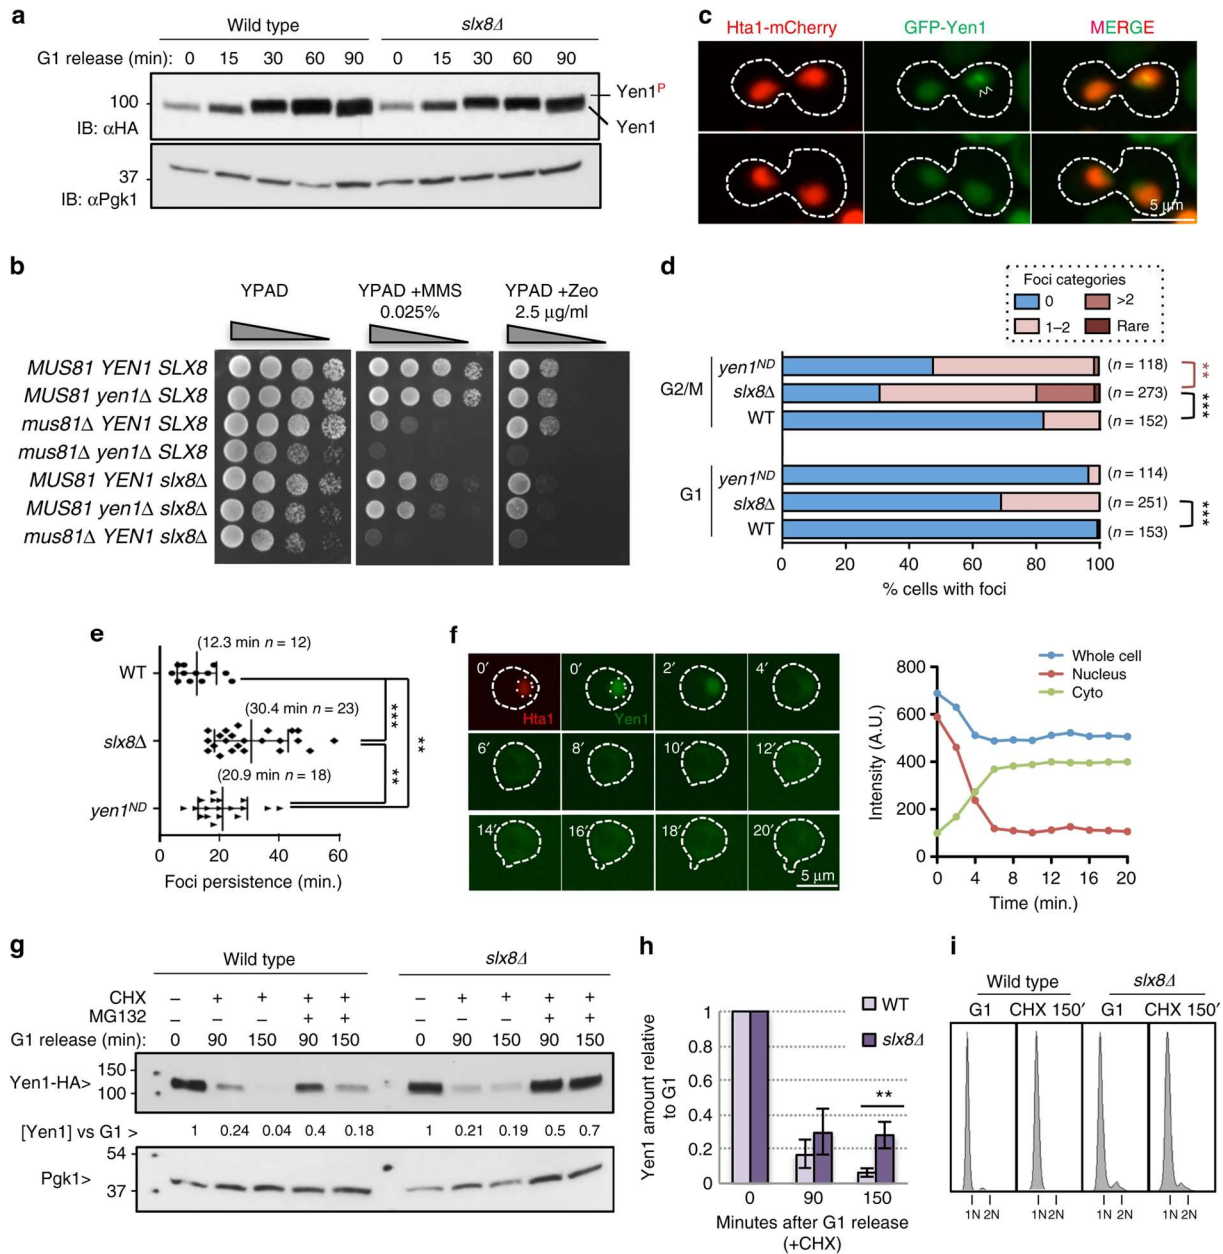 a
Wild type
slx8Δ
G1 release (min): 0 15 30 60 90 0 15 30 60 90
100
Yen1P
Yen1
IB: αHA
37
IB: αPgk1
b
YPAD
YPAD +MMS
0.025%
YPAD +Zeo
2.5 μg/ml
MUS81 YEN1 SLX8
MUS81 yen1Δ SLX8
mus81Δ YEN1 SLX8
mus81Δ yen1Δ SLX8
MUS81 YEN1 slx8Δ
MUS81 yen1Δ slx8Δ
mus81Δ YEN1 slx8Δ
c
Hta1-mCherry
GFP-Yen1
MERGE
5 μm
d
Foci categories
0
>2
1–2
Rare
G2/M
yen1ND
(n = 118)
slx8Δ
(n = 273)
WT
(n = 152)
**
***
G1
yen1ND
(n = 114)
slx8Δ
(n = 251)
WT
(n = 153)
***
0 20 40 60 80 100
% cells with foci
e
(12.3 min n = 12)
WT
(30.4 min n = 23)
slx8Δ
(20.9 min n = 18)
yen1ND
***
**
**
0 20 40 60
Foci persistence (min.)
f
0′ 0′ 2′ 4′
Hta1 Yen1
6′ 8′ 10′ 12′
14′ 16′ 18′ 20′
5 μm
Whole cell
Nucleus
Cyto
Intensity (A.U.)
800
600
400
200
0
0 4 8 12 16 20
Time (min.)
g
Wild type
slx8Δ
CHX – + + + + – + + + +
MG132 + + + +
G1 release (min): 0 90 150 90 150 0 90 150 90 150
Yen1-HA>
150
100
[Yen1] vs G1 > 1 0.24 0.04 0.4 0.18 1 0.21 0.19 0.5 0.7
54
Pgk1>
37
h
WT
slx8Δ
Yen1 amount relative
to G1
1
0.8
0.6
0.4
0.2
0
**
0 90 150
Minutes after G1 release
(+CHX)
i
Wild type
slx8Δ
G1 CHX 150′ G1 CHX 150′
1N 2N 1N 2N 1N 2N 1N 2N